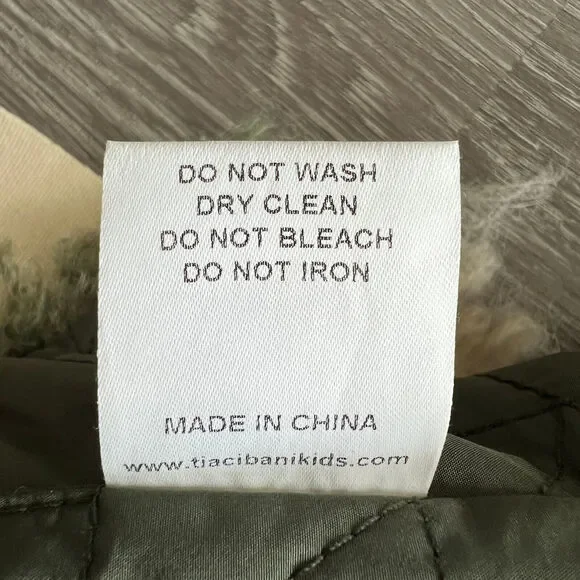 DO NOT WASH
DRY CLEAN
DO NOT BLEACH
DO NOT IRON
MADE IN CHINA
www.tiacibanikids.com